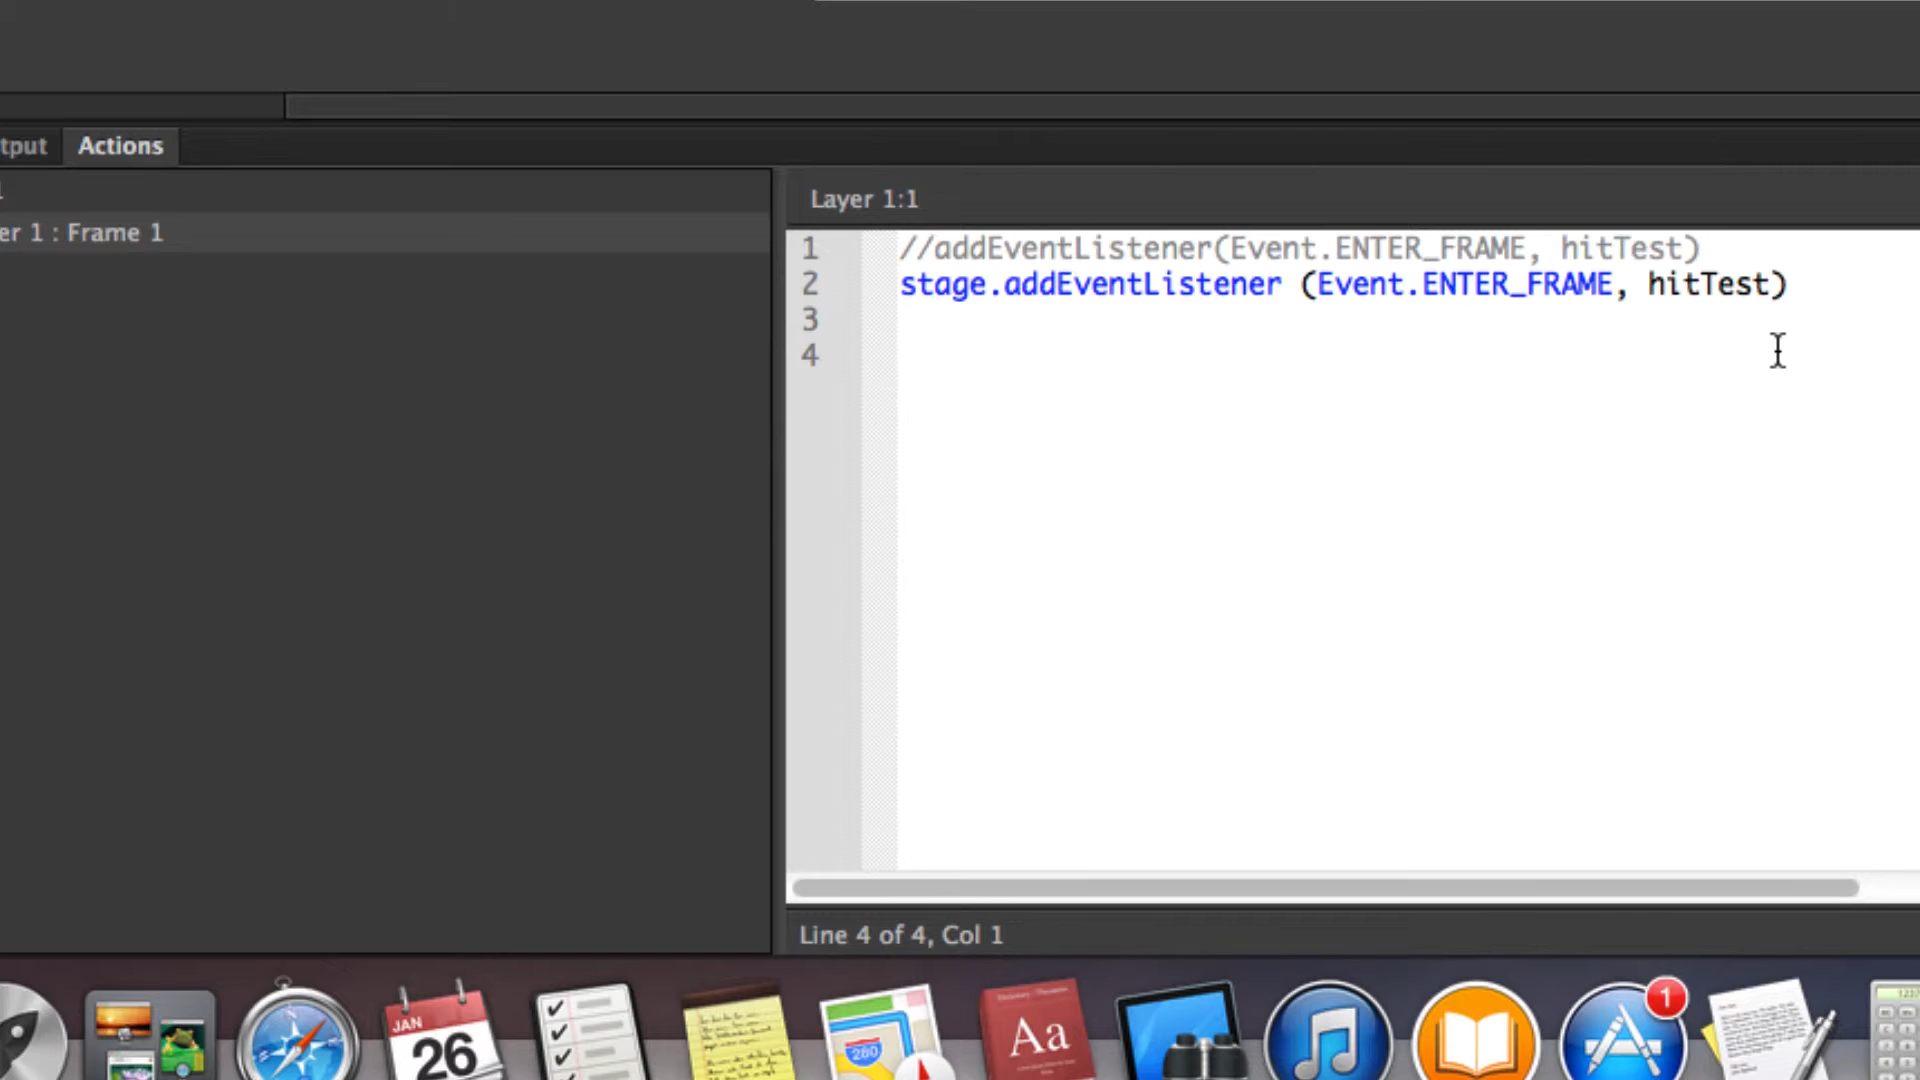 tput Actions
er 1 : Frame 1
Layer 1:1
1 //addEventListener(Event.ENTER_FRAME, hitTest)
2 stage.addEventListener (Event.ENTER_FRAME, hitTest)
3
4
Line 4 of 4, Col 1
JAN
26
280
Aa
1